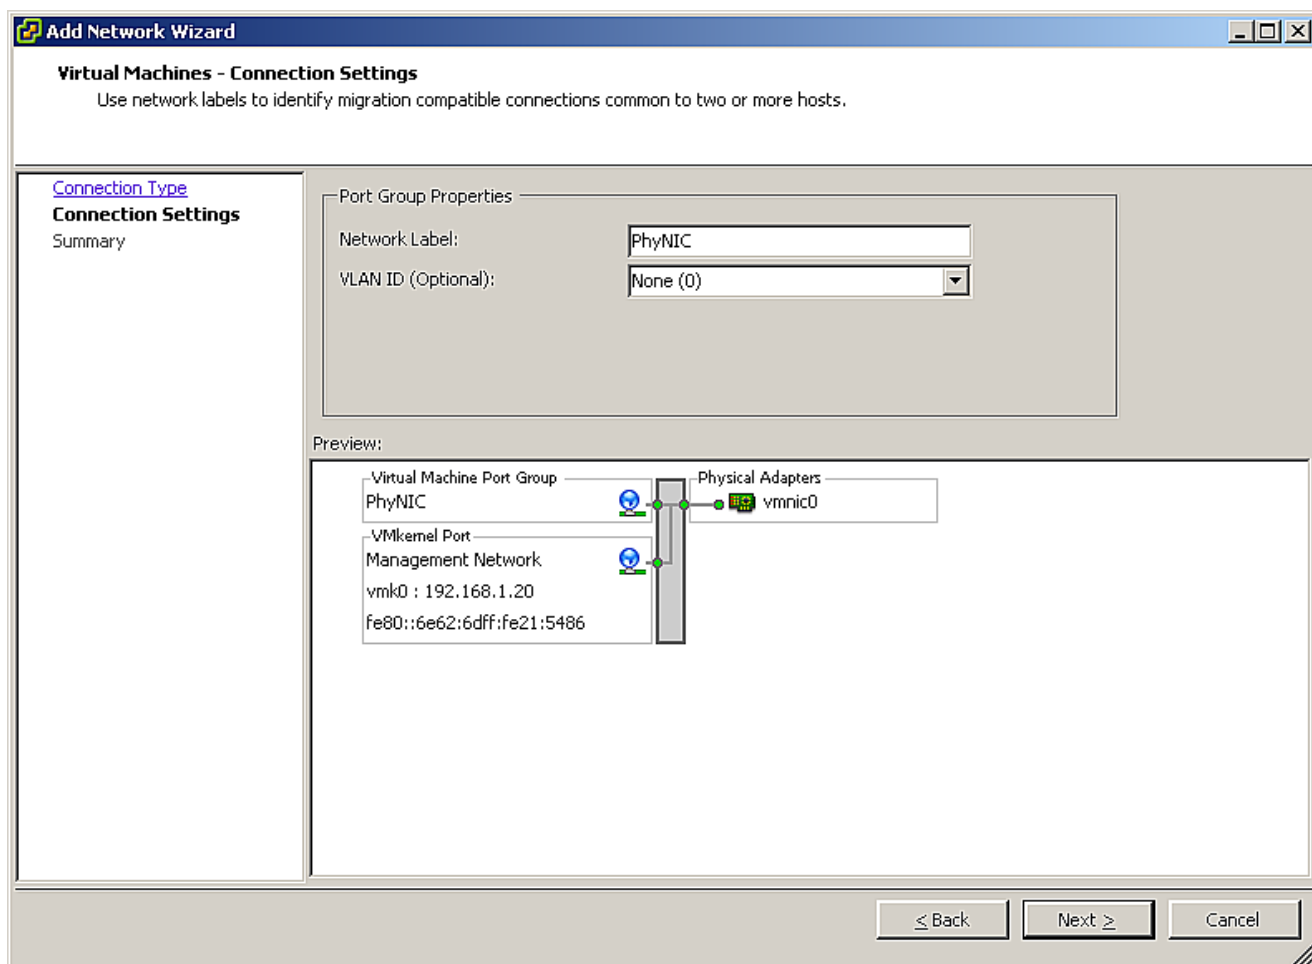 Add Network Wizard
Virtual Machines - Connection Settings
Use network labels to identify migration compatible connections common to two or more hosts.
Connection Type
Connection Settings
Summary
Port Group Properties
Network Label:
PhyNIC
VLAN ID (Optional):
None (0)
Preview:
Virtual Machine Port Group
PhyNIC
Physical Adapters
vmnic0
VMkernel Port
Management Network
vmk0 : 192.168.1.20
fe80::6e62:6dff:fe21:5486
< Back
Next >
Cancel